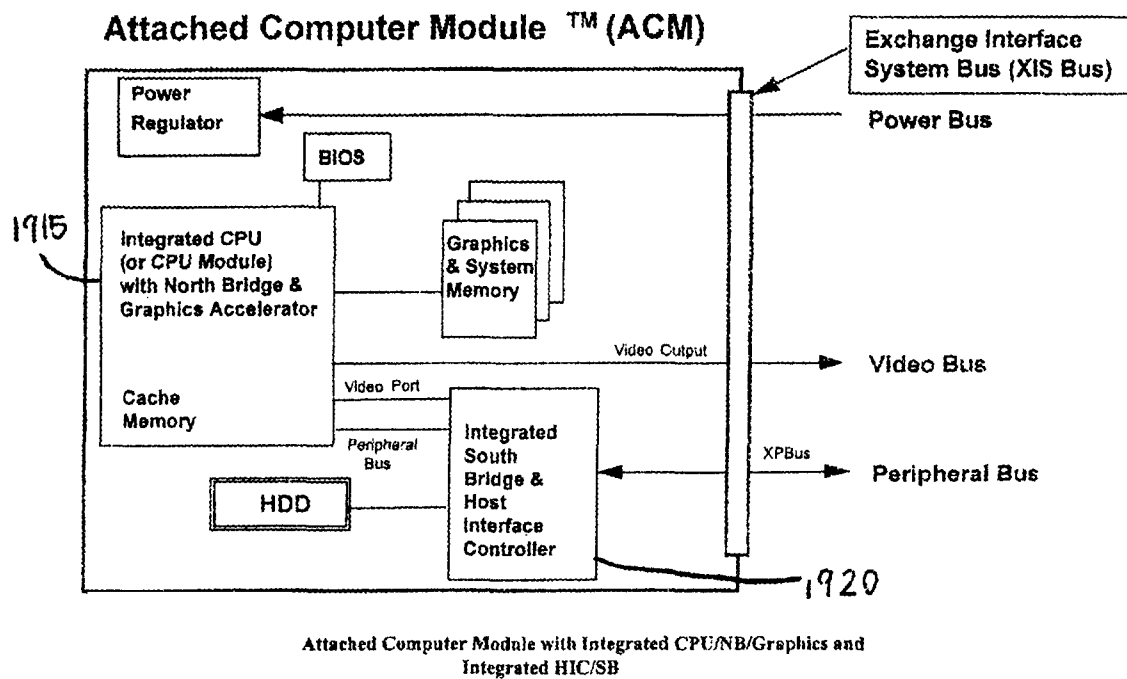 Attached Computer Module ™ (ACM)
Exchange Interface
System Bus (XIS Bus)
Power
Regulator
Power Bus
BIOS
1915
Integrated CPU
(or CPU Module)
with North Bridge &
Graphics Accelerator
Graphics
& System
Memory
Video Output
Video Bus
Video Port
Cache
Memory
Peripheral
Bus
Integrated
South
Bridge &
Host
Interface
Controller
XPBus
Peripheral Bus
HDD
1920
Attached Computer Module with Integrated CPU/NB/Graphics and
Integrated HIC/SB